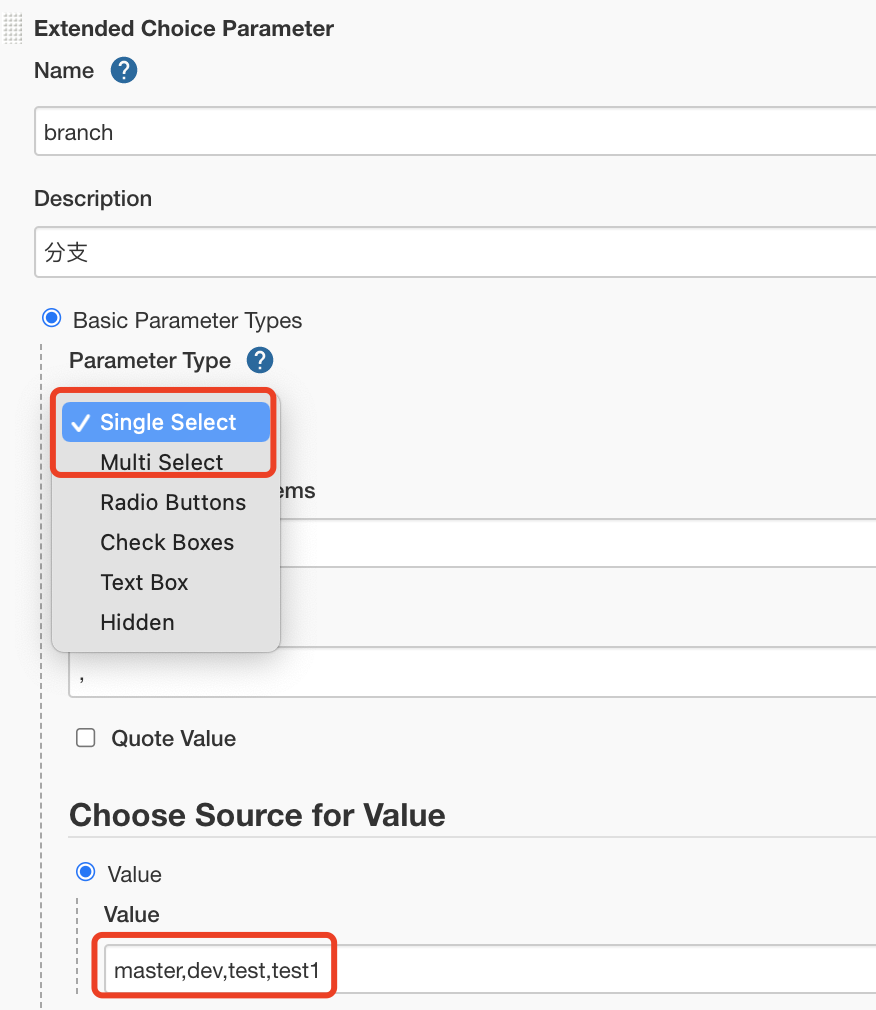 Extended Choice Parameter
Name ?
branch
Description
分支
Basic Parameter Types
Parameter Type ?
✓ Single Select
Multi Select
ems
Radio Buttons
Check Boxes
Text Box
Hidden
,
Quote Value
Choose Source for Value
Value
Value
master,dev,test,test1